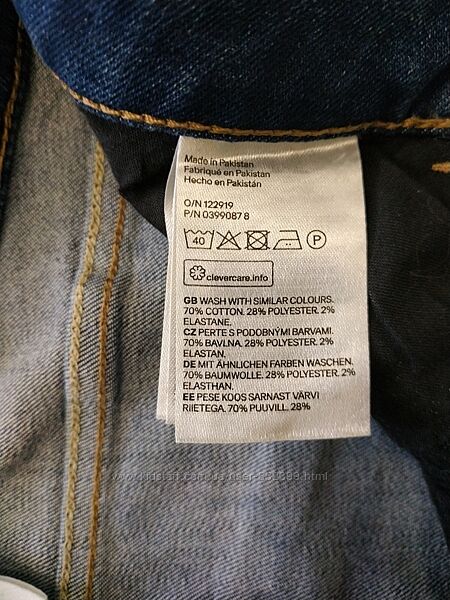 Made in Pakistan
Fabriqué en Pakistan
Hecho en Pakistán
O/N 122919
P/N 0399087 8
40
P
clevercare.info
GB WASH WITH SIMILAR COLOURS.
70% COTTON. 28% POLYESTER. 2%
ELASTANE.
CZ PERTE S PODOBNÝMI BARVAMI.
70% BAVLNA. 28% POLYESTER. 2%
ELASTAN.
DE MIT ÄHNLICHEN FARBEN WASCHEN.
70% BAUMWOLLE. 28% POLYESTER. 2%
ELASTHAN.
EE PESE KOOS SARNAST VÄRVI
RIIETEGA. 70% PUUVILL. 28%